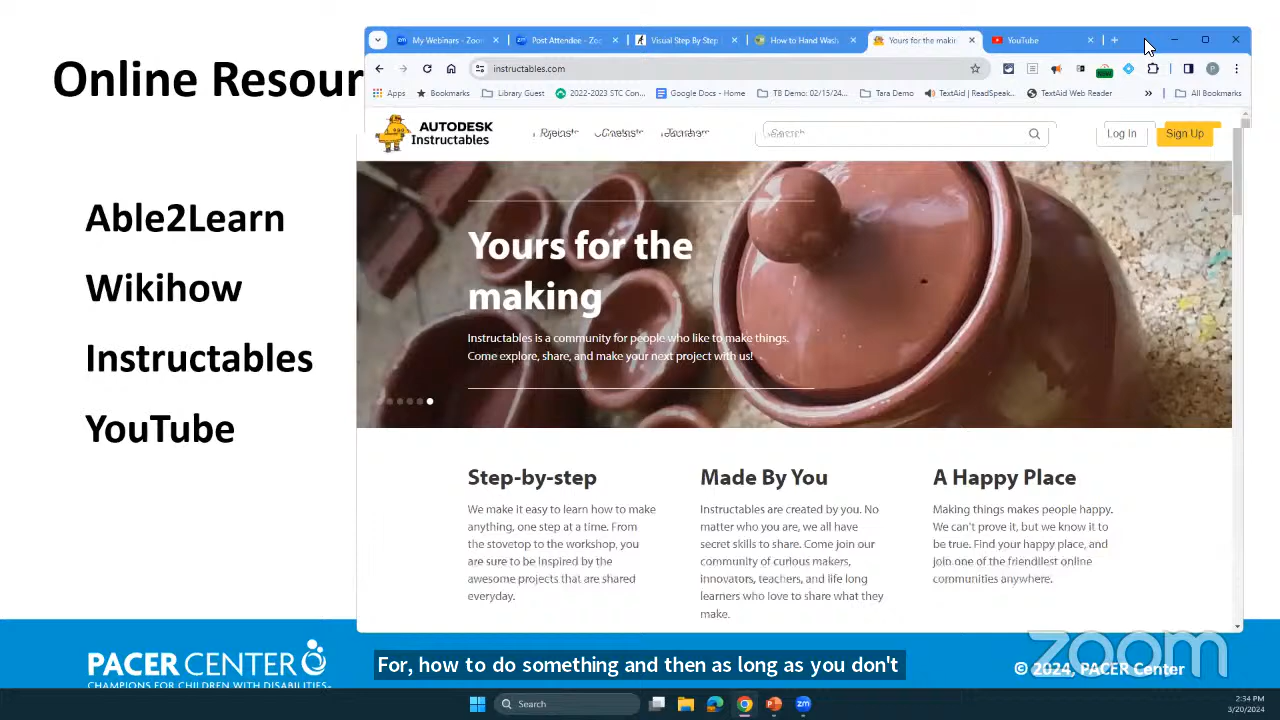 Online Resour
Able2Learn
Wikihow
Instructables
YouTube
My Webinars - Zoom
Post Attendee - Zoo
Visual Step By Step
How to Hand Wash
Yours for the makin
YouTube
instructables.com
Apps
Bookmarks
Library Guest
2022-2023 STC Con...
Google Docs - Home
TB Demo: 02/15/24...
Tara Demo
TextAid | ReadSpeak...
TextAid Web Reader
»
All Bookmarks
AUTODESK
Instructables
Projects Contests Teachers
Search
Log In
Sign Up
Yours for the
making
Instructables is a community for people who like to make things.
Come explore, share, and make your next project with us!
Step-by-step
We make it easy to learn how to make
anything, one step at a time. From
the stovetop to the workshop, you
are sure to be inspired by the
awesome projects that are shared
everyday.
Made By You
Instructables are created by you. No
matter who you are, we all have
secret skills to share. Come join our
community of curious makers,
innovators, teachers, and life long
learners who love to share what they
make.
A Happy Place
Making things makes people happy.
We can't prove it, but we know it to
be true. Find your happy place, and
join one of the friendliest online
communities anywhere.
PACER CENTER
CHAMPIONS FOR CHILDREN WITH DISABILITIES
For, how to do something and then as long as you don't
zoom
© 2024, PACER Center
Search
2:34 PM
3/20/2024